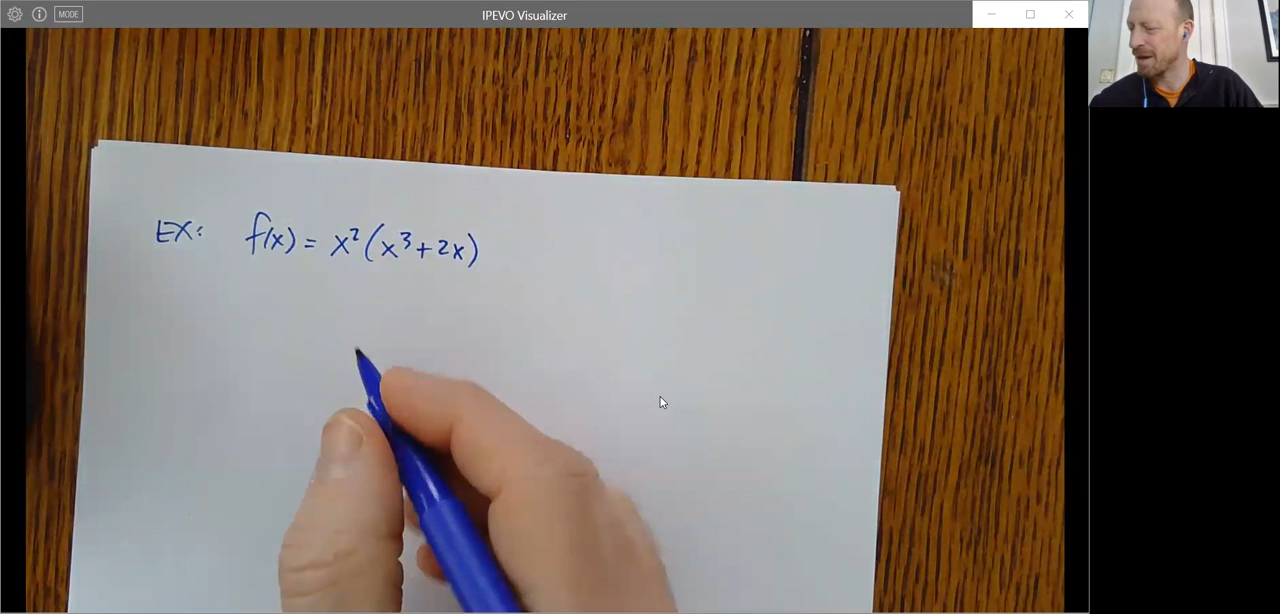 MODE
IPEVO Visualizer
EX: f(x) = x²(x³+2x)